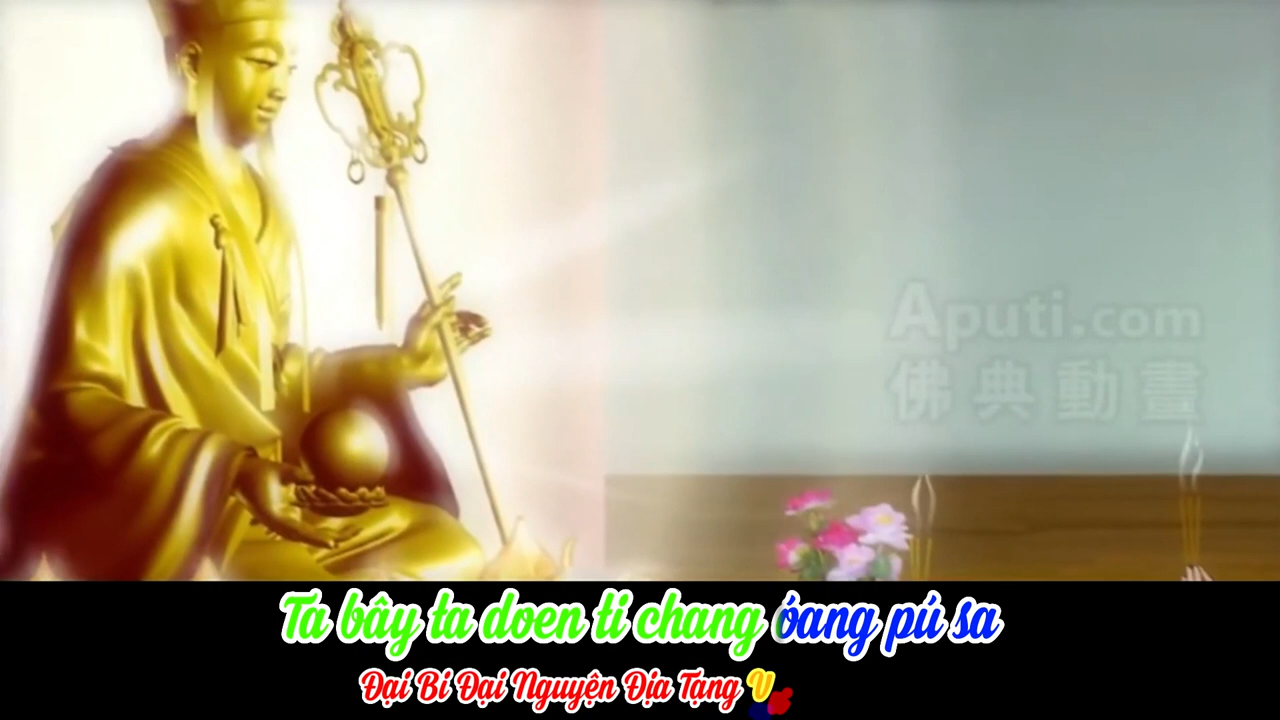 Aputi.com
佛典動畫
Ta bây ta doen ti chang óang pú sa
Đại Bi Đại Nguyện Địa Tạng V